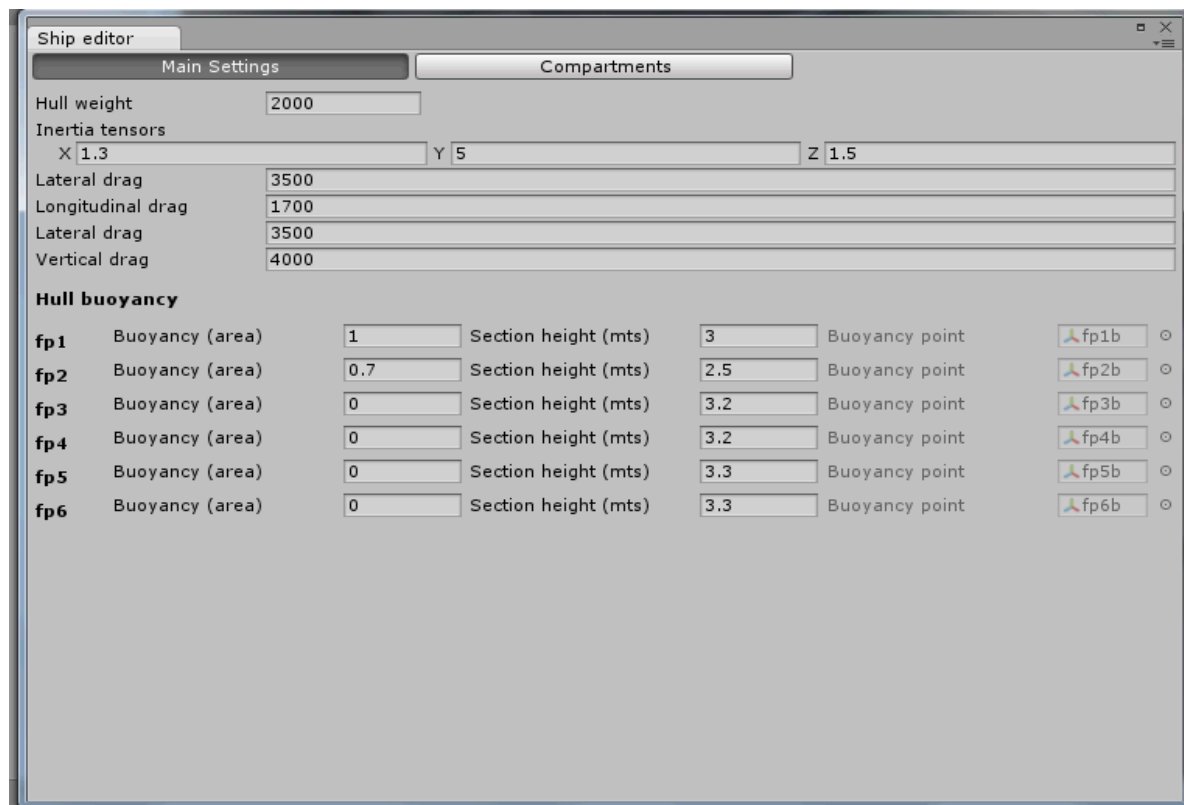 Ship editor
Main Settings Compartments
Hull weight 2000
Inertia tensors
X 1.3 Y 5 Z 1.5
Lateral drag 3500
Longitudinal drag 1700
Lateral drag 3500
Vertical drag 4000
Hull buoyancy
fp1 Buoyancy (area) 1 Section height (mts) 3 Buoyancy point fp1b
fp2 Buoyancy (area) 0.7 Section height (mts) 2.5 Buoyancy point fp2b
fp3 Buoyancy (area) 0 Section height (mts) 3.2 Buoyancy point fp3b
fp4 Buoyancy (area) 0 Section height (mts) 3.2 Buoyancy point fp4b
fp5 Buoyancy (area) 0 Section height (mts) 3.3 Buoyancy point fp5b
fp6 Buoyancy (area) 0 Section height (mts) 3.3 Buoyancy point fp6b